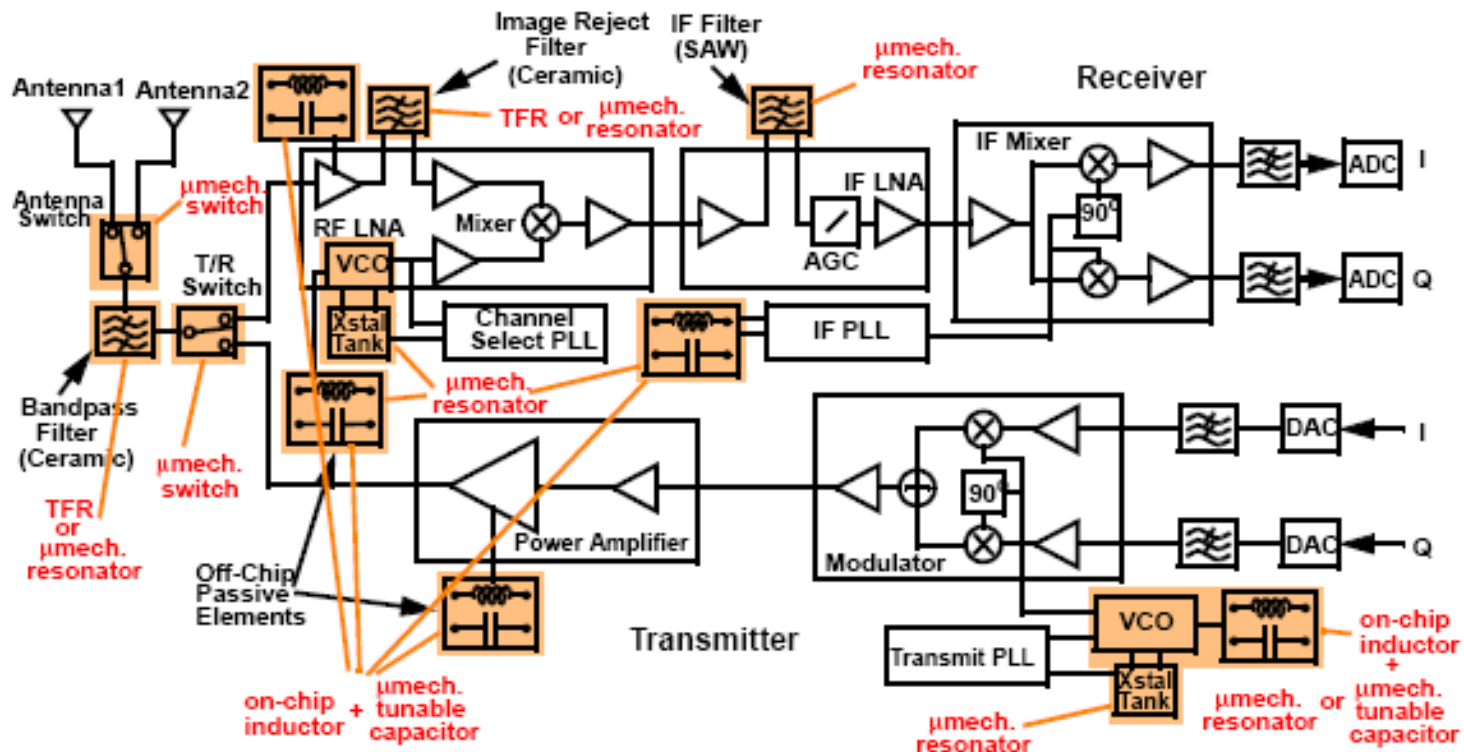 Image Reject
Filter
(Ceramic)
IF Filter
(SAW)
μmech.
resonator
Receiver
Antenna1
Antenna2
TFR or μmech.
resonator
IF Mixer
ADC
I
μmech.
switch
Antenna
Switch
IF LNA
Mixer
90⁰
RF LNA
VCO
AGC
T/R
Switch
ADC
Q
Xstal
Tank
Channel
Select PLL
IF PLL
μmech.
resonator
Bandpass
Filter
(Ceramic)
DAC
I
μmech.
switch
90⁰
TFR
or
μmech.
resonator
Power Amplifier
Modulator
DAC
Q
Off-Chip
Passive
Elements
Transmitter
VCO
on-chip
inductor
+
μmech.
tunable
capacitor
Transmit PLL
Xstal
Tank
μmech.
resonator
or
on-chip
inductor
+
μmech.
tunable
capacitor
μmech.
resonator